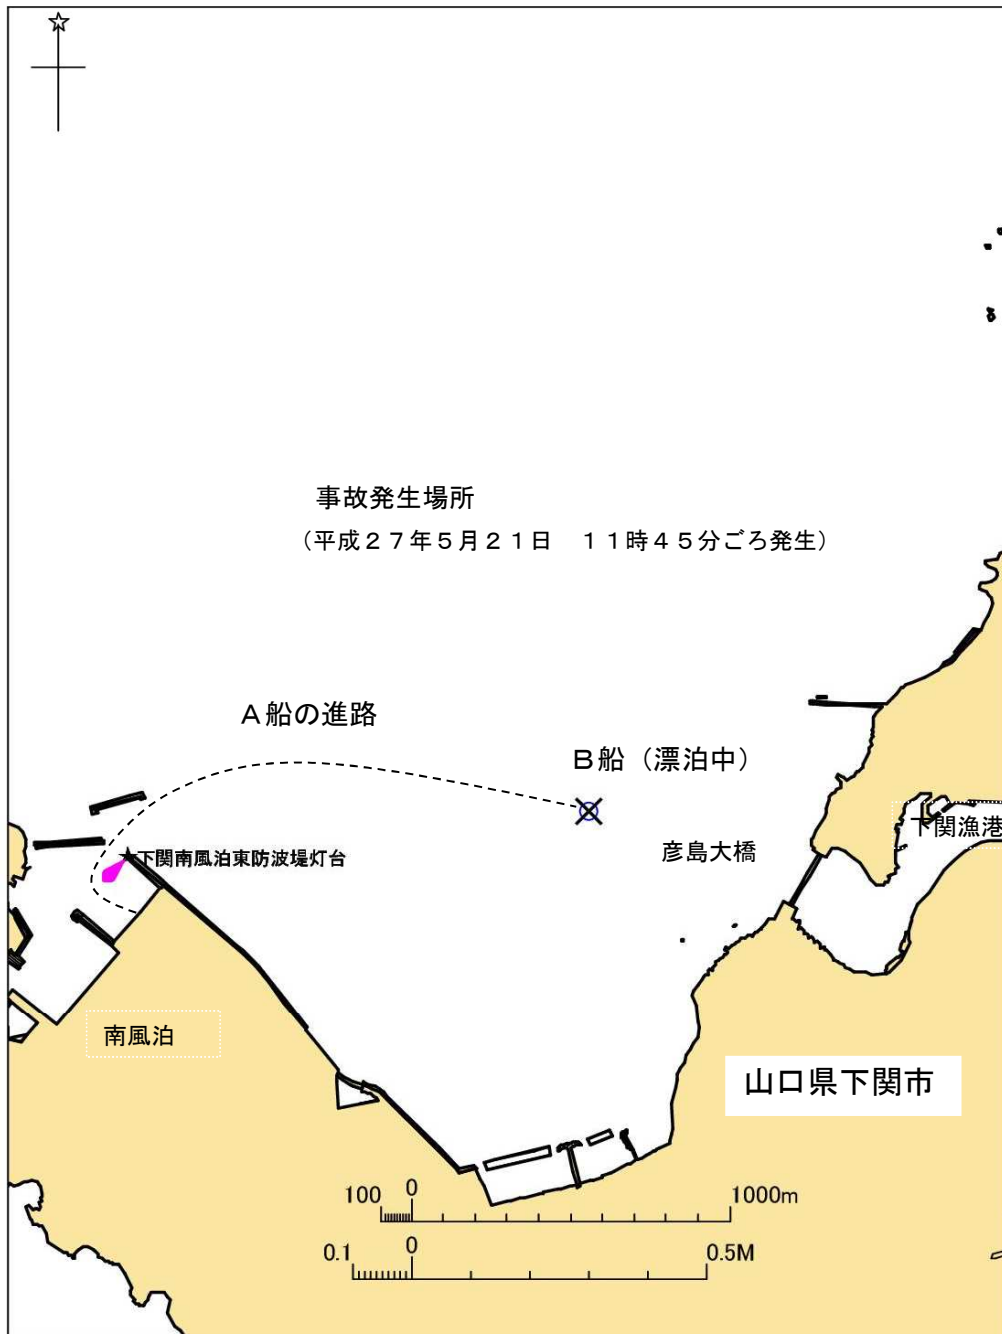 事故発生場所
（平成２７年５月２１日　１１時４５分ごろ発生）
Ａ船の進路
Ｂ船（漂泊中）
下関漁港
彦島大橋
下関南風泊東防波堤灯台
南風泊
山口県下関市
100 0 1000m
0.1 0 0.5M